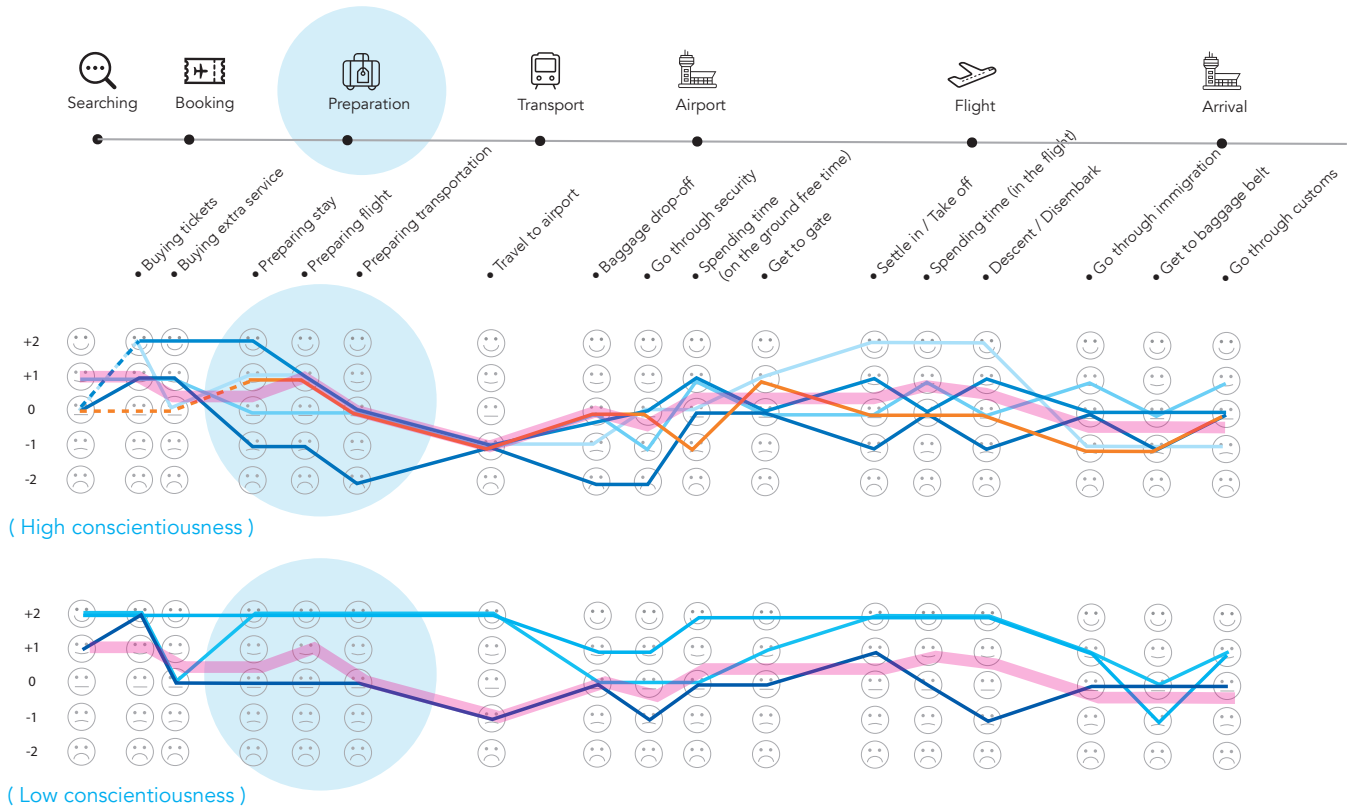 Searching
Booking
Preparation
Transport
Airport
Flight
Arrival
Buying tickets
Buying extra service
Preparing stay
Preparing flight
Preparing transportation
Travel to airport
Baggage drop-off
Go through security
Spending time
(on the ground free time)
Get to gate
Settle in / Take off
Spending time (in the flight)
Descent / Disembark
Go through immigration
Get to baggage belt
Go through customs
+2
+1
0
-1
-2
( High conscientiousness )
+2
+1
0
-1
-2
( Low conscientiousness )